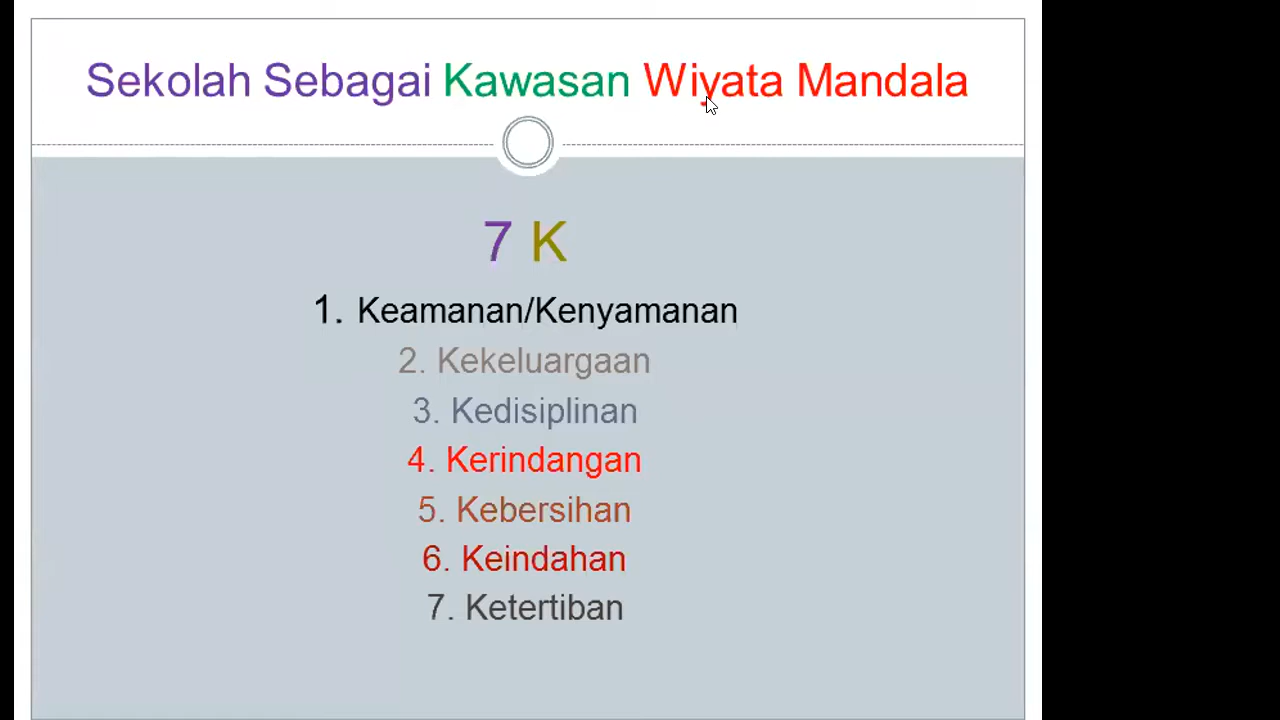 Sekolah Sebagai Kawasan Wiyata Mandala
7 K
1. Keamanan/Kenyamanan
2. Kekeluargaan
3. Kedisiplinan
4. Kerindangan
5. Kebersihan
6. Keindahan
7. Ketertiban